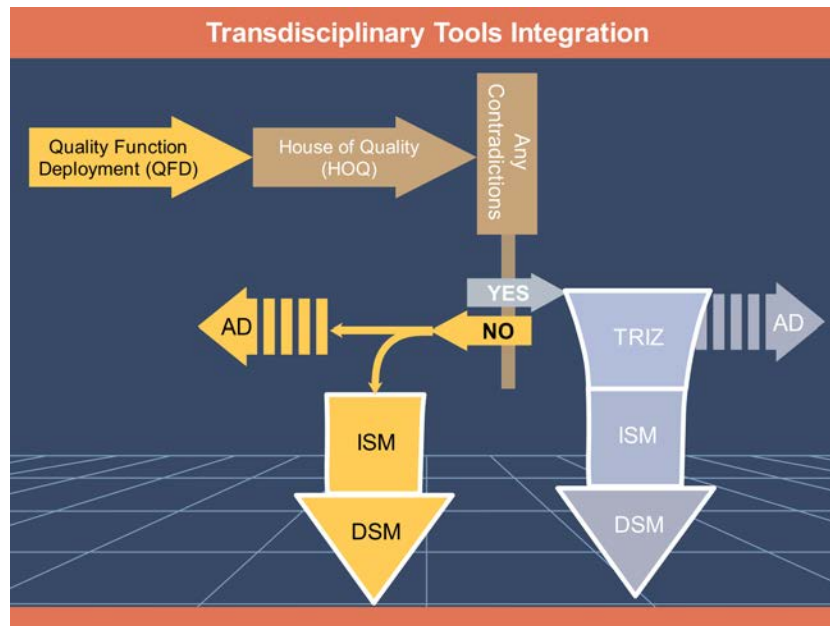 Transdisciplinary Tools Integration
Quality Function
Deployment (QFD)
House of Quality
(HOQ)
Any
Contradictions
YES
NO
AD
TRIZ
AD
ISM
ISM
DSM
DSM